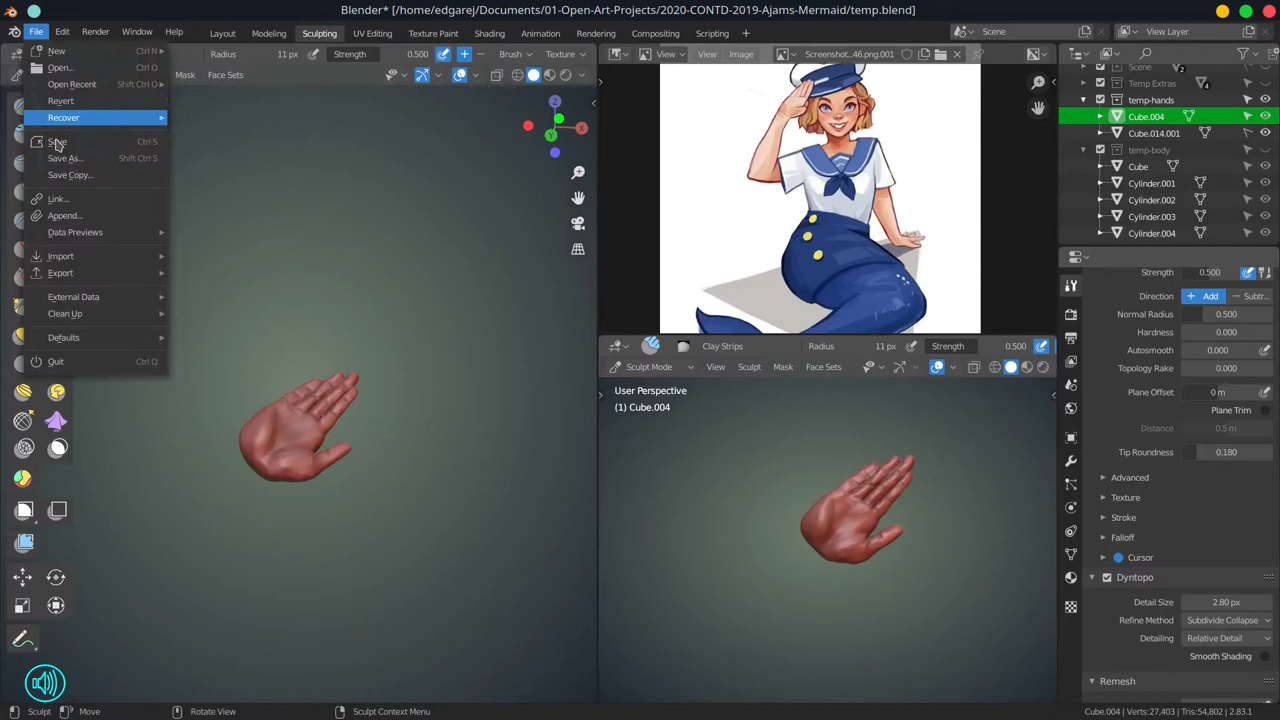 Blender* [/home/edgarej/Documents/01-Open-Art-Projects/2020-CONTD-2019-Ajams-Mermaid/temp.blend]
File Edit Render Window Help Layout Modeling Sculpting UV Editing Texture Paint Shading Animation Rendering Compositing Scripting Scene View Layer
Radius 11 px Strength 0.500 Brush Texture
View View Image Screenshot...46.png.001
Mask Face Sets
New Ctrl N
Open... Ctrl O
Open Recent Shift Ctrl O
Revert
Recover
Save Ctrl S
Save As... Shift Ctrl S
Save Copy...
Link...
Append...
Data Previews
Import
Export
External Data
Clean Up
Defaults
Quit Ctrl Q
Clay Strips Radius 11 px Strength 0.500
Sculpt Mode View Sculpt Mask Face Sets
User Perspective
(1) Cube.004
Scene 2
Temp Extras 4
temp-hands
Cube.004
Cube.014.001
temp-body
Cube
Cylinder.001
Cylinder.002
Cylinder.003
Cylinder.004
Strength 0.500
Direction + Add − Subtr...
Normal Radius 0.500
Hardness 0.000
Autosmooth 0.000
Topology Rake 0.000
Plane Offset 0 m
Plane Trim
Distance 0.5 m
Tip Roundness 0.180
Advanced
Texture
Stroke
Falloff
Cursor
Dyntopo
Detail Size 2.80 px
Refine Method Subdivide Collapse
Detailing Relative Detail
Smooth Shading
Remesh
Sculpt Move Rotate View Sculpt Context Menu Cube.004 | Verts:27,403 | Tris:54,802 | 2.83.1